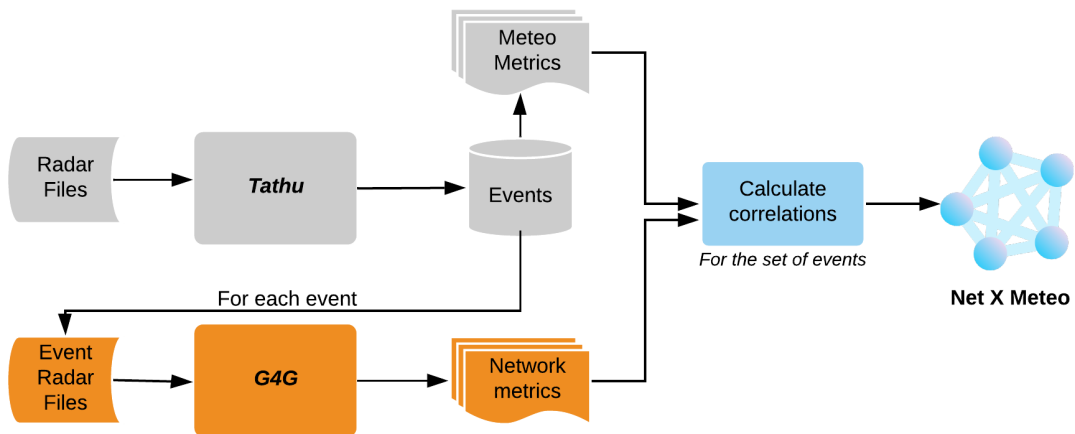 Meteo
Metrics
Radar
Files
Tathu
Events
Calculate
correlations
For the set of events
Net X Meteo
For each event
Event
Radar
Files
G4G
Network
metrics